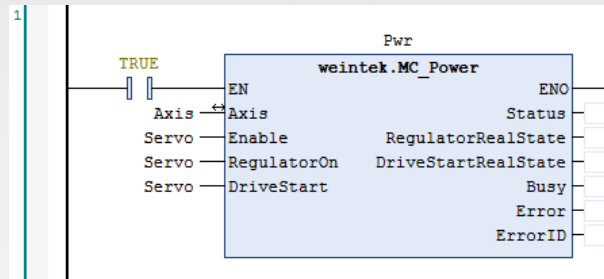 1
Pwr
TRUE
weintek.MC_Power
EN ENO
Axis Axis Status
Servo Enable RegulatorRealState
Servo RegulatorOn DriveStartRealState
Servo DriveStart Busy
Error
ErrorID